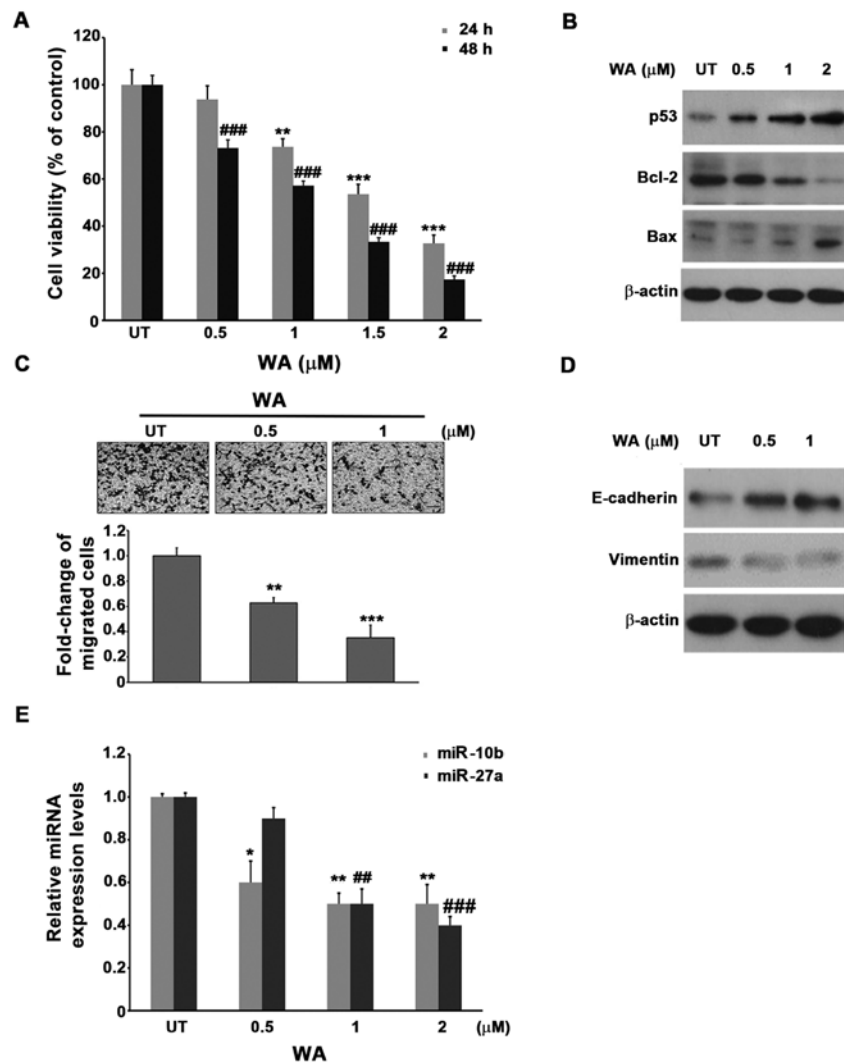 A
24 h
48 h
Cell viability (% of control)
120
100
80
60
40
20
0
###
**
###
***
###
***
###
UT 0.5 1 1.5 2
WA (μM)
B
WA (μM) UT 0.5 1 2
p53
Bcl-2
Bax
β-actin
C
WA
UT 0.5 1 (μM)
Fold-change of
migrated cells
1.2
1.0
0.8
0.6
0.4
0.2
0
**
***
D
WA (μM) UT 0.5 1
E-cadherin
Vimentin
β-actin
E
miR-10b
miR-27a
Relative miRNA
expression levels
1.2
1.0
0.8
0.6
0.4
0.2
0
*
** ##
** ###
UT 0.5 1 2 (μM)
WA